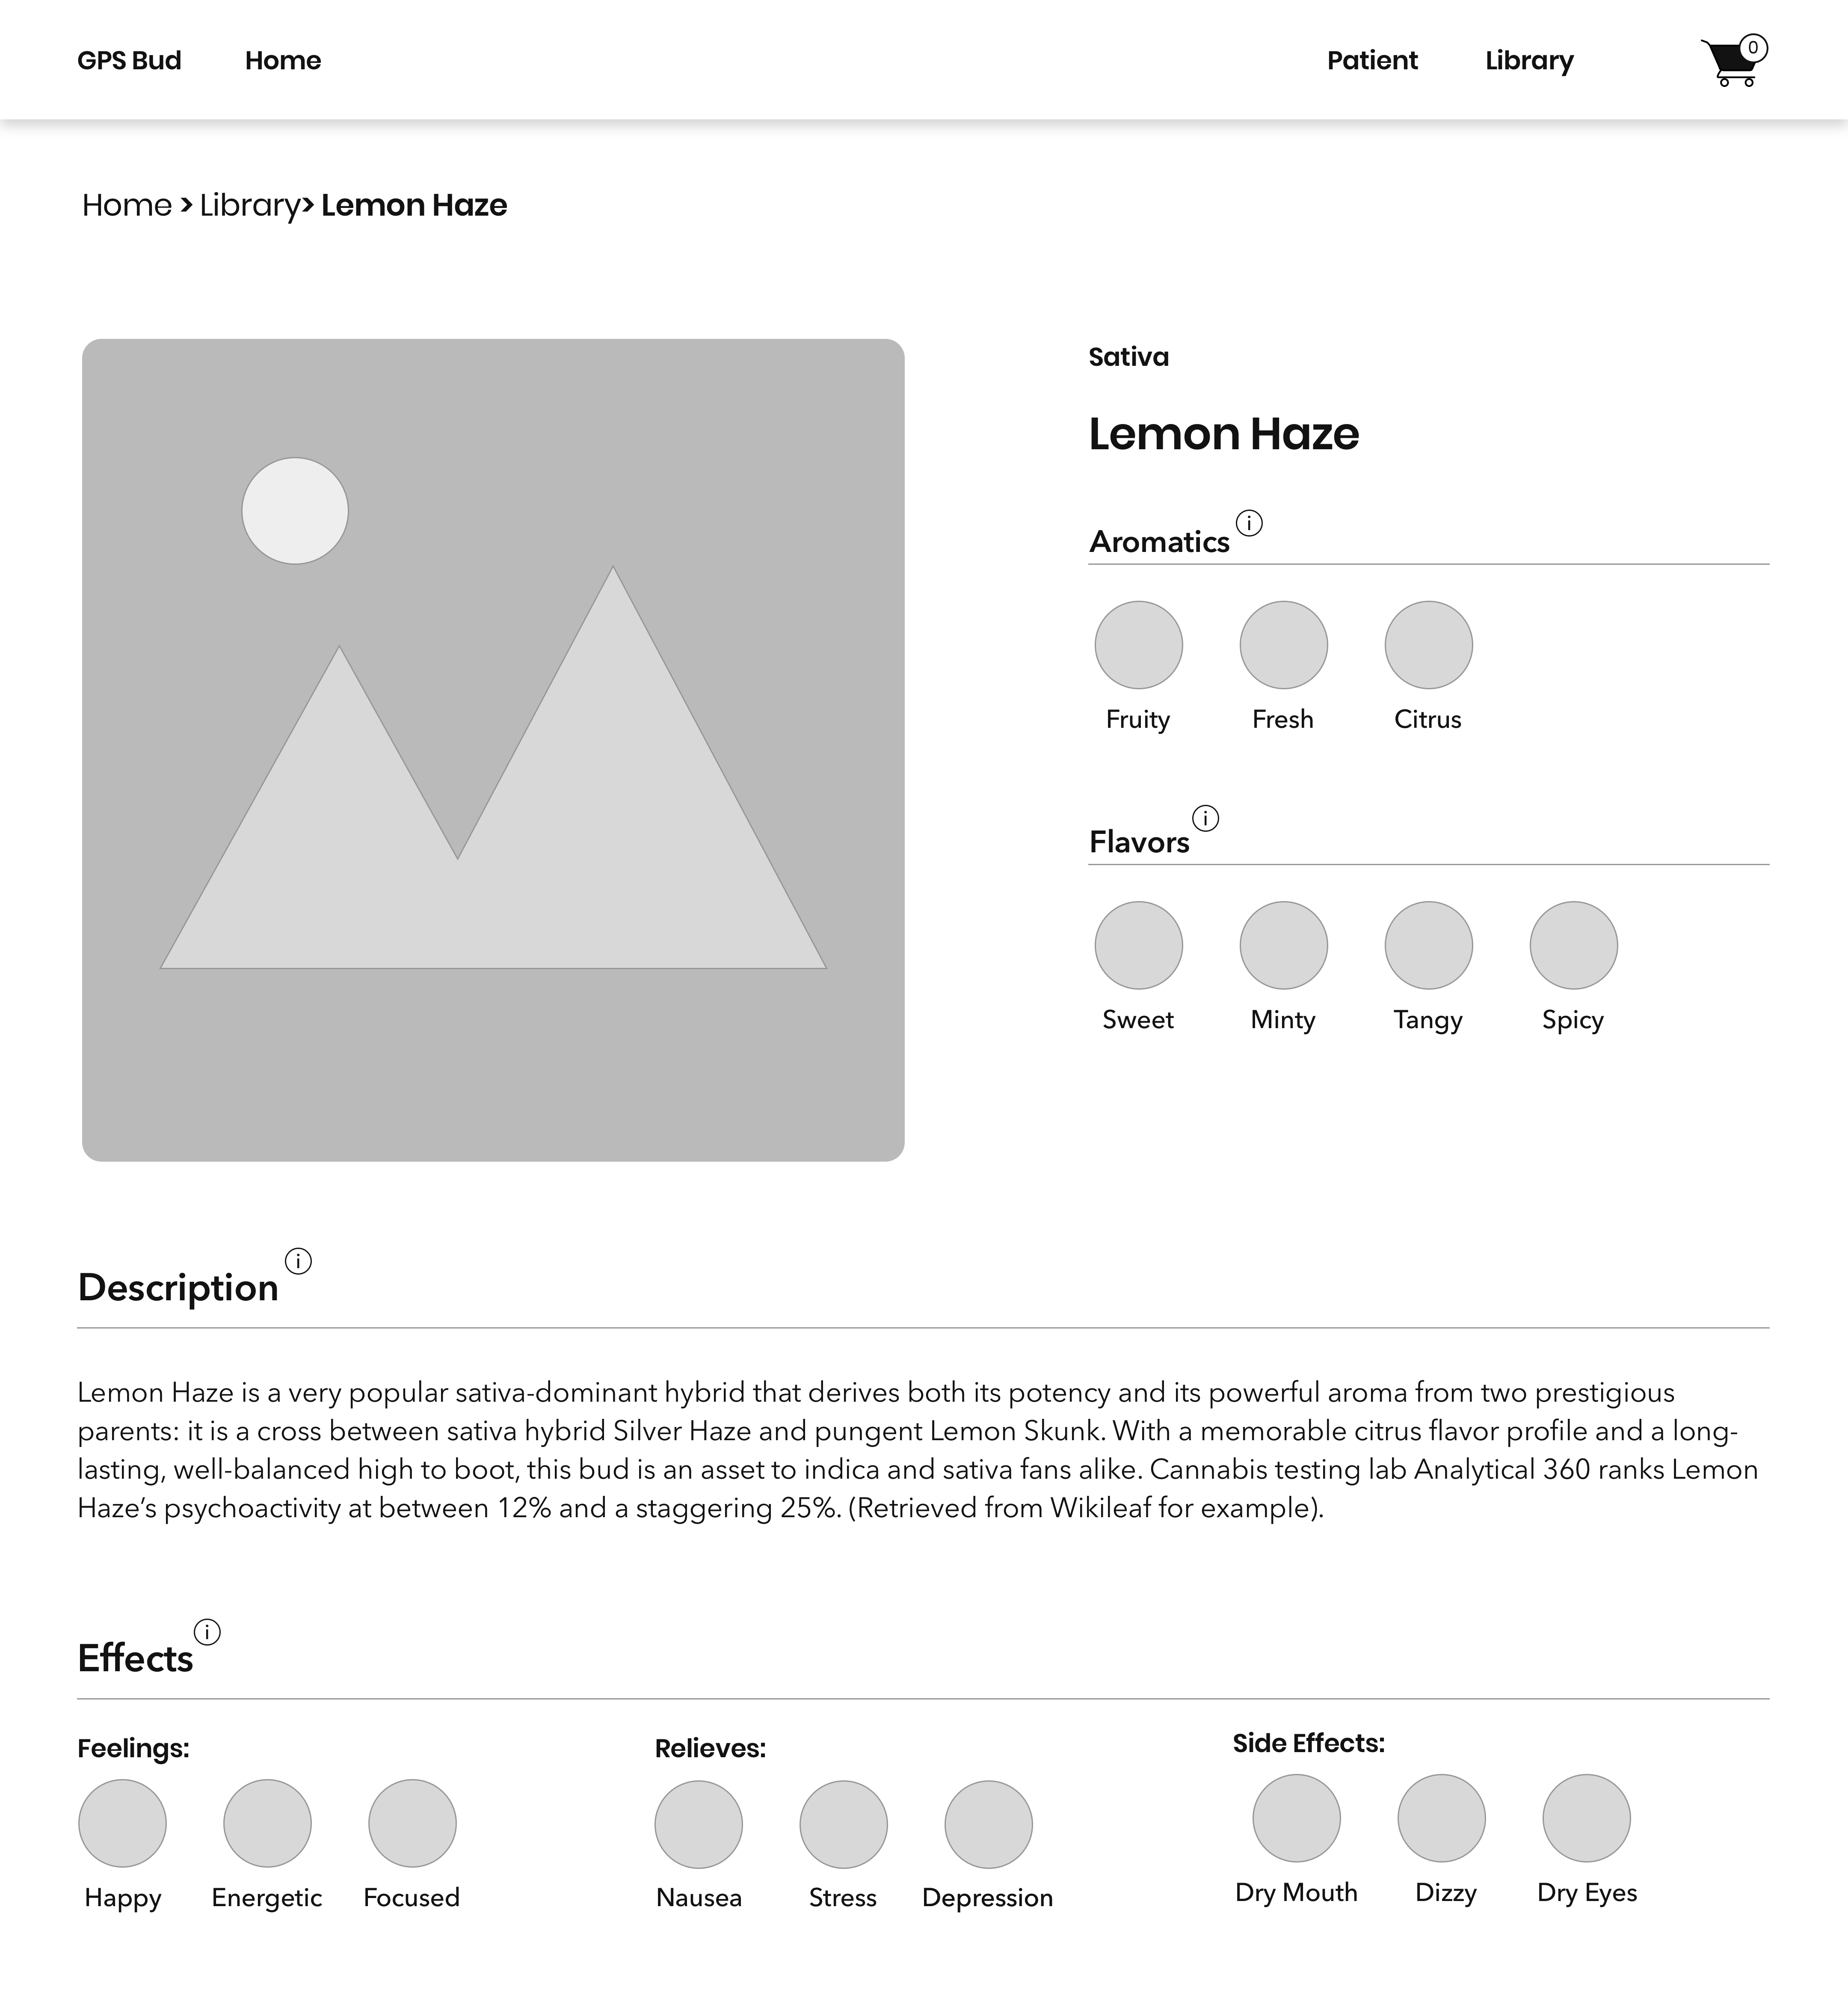 GPS Bud Home Patient Library 0
Home > Library> Lemon Haze
Sativa
Lemon Haze
Aromatics i
Fruity Fresh Citrus
Flavors i
Sweet Minty Tangy Spicy
Description i
Lemon Haze is a very popular sativa-dominant hybrid that derives both its potency and its powerful aroma from two prestigious
parents: it is a cross between sativa hybrid Silver Haze and pungent Lemon Skunk. With a memorable citrus flavor profile and a long-
lasting, well-balanced high to boot, this bud is an asset to indica and sativa fans alike. Cannabis testing lab Analytical 360 ranks Lemon
Haze’s psychoactivity at between 12% and a staggering 25%. (Retrieved from Wikileaf for example).
Effects i
Feelings:
Happy Energetic Focused
Relieves:
Nausea Stress Depression
Side Effects:
Dry Mouth Dizzy Dry Eyes